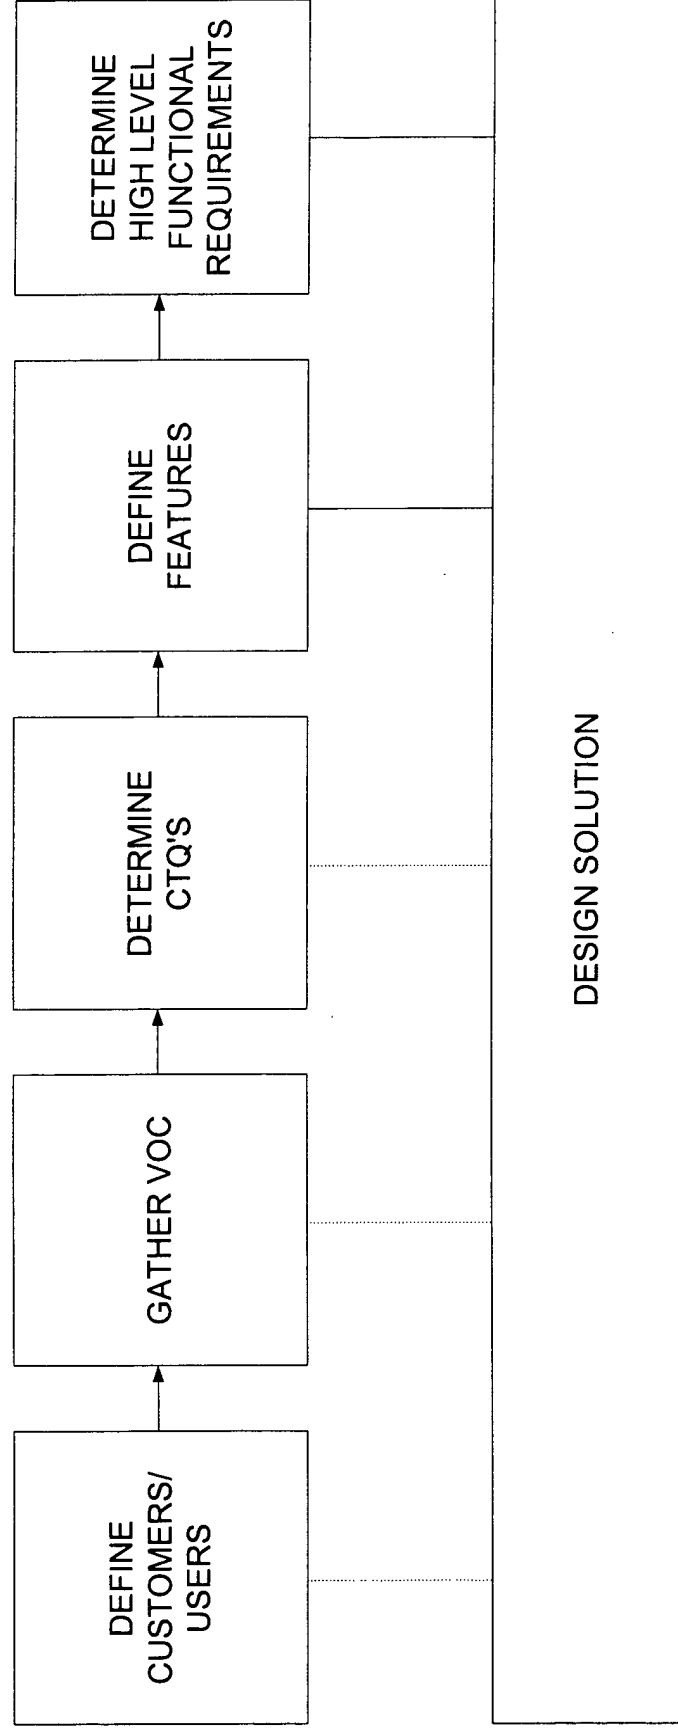 DEFINE
CUSTOMERS/
USERS
GATHER VOC
DETERMINE
CTQ'S
DEFINE
FEATURES
DETERMINE
HIGH LEVEL
FUNCTIONAL
REQUIREMENTS
DESIGN SOLUTION